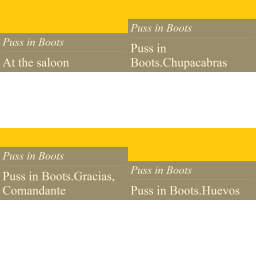 Puss in Boots
At the saloon
Puss in Boots
Puss in
Boots.Chupacabras
Puss in Boots
Puss in Boots.Gracias,
Comandante
Puss in Boots
Puss in Boots.Huevos